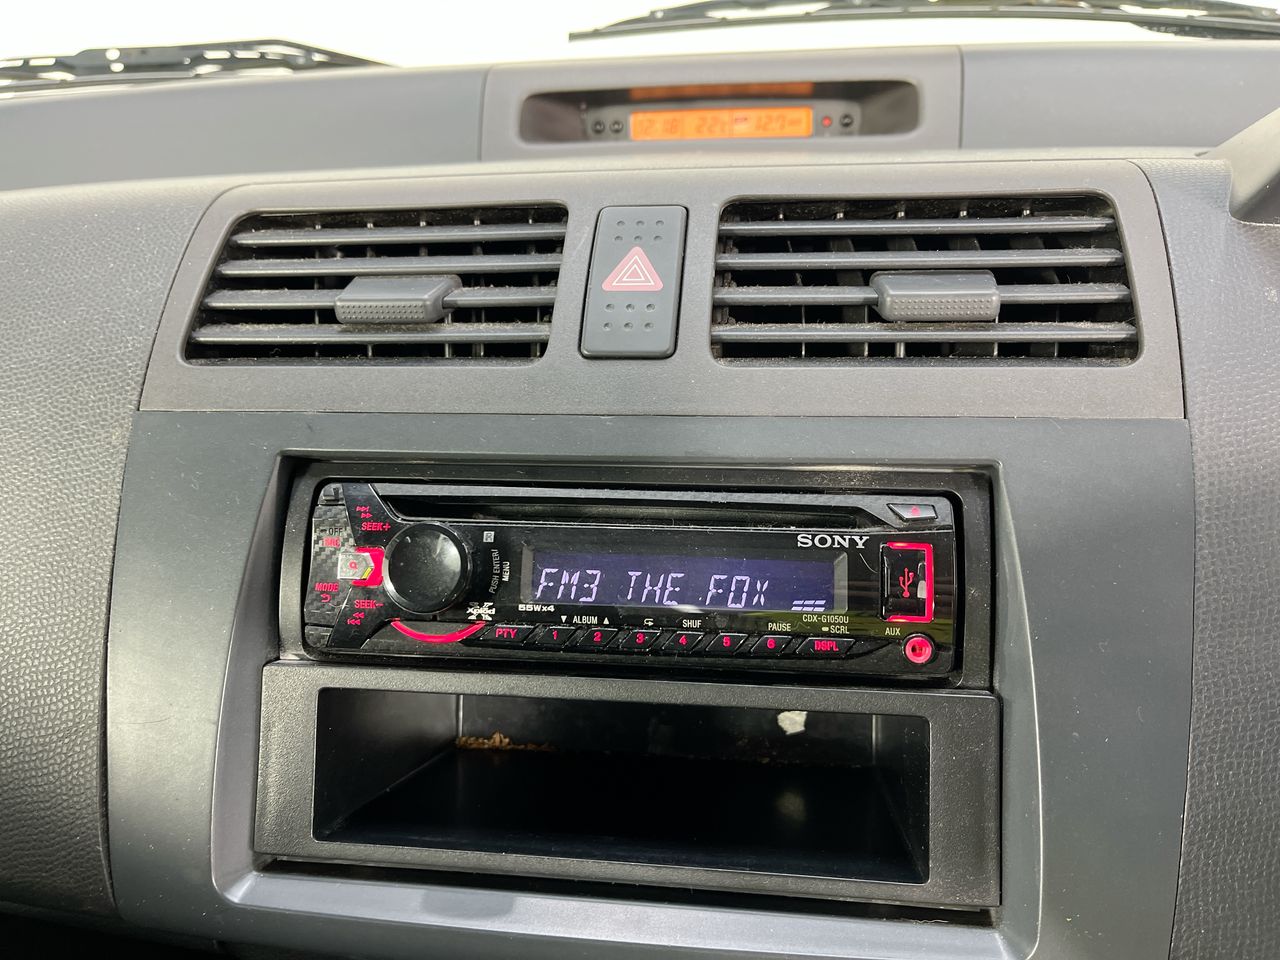 SEEK+
OFF
SRC
MODE
SEEK-
PUSH ENTER/
MENU
SONY
FM3 THE FOX
55Wx4
CDX-G1050U
ALBUM
SHUF
PAUSE
SCRL
AUX
PTY
1
2
3
4
5
6
DSPL